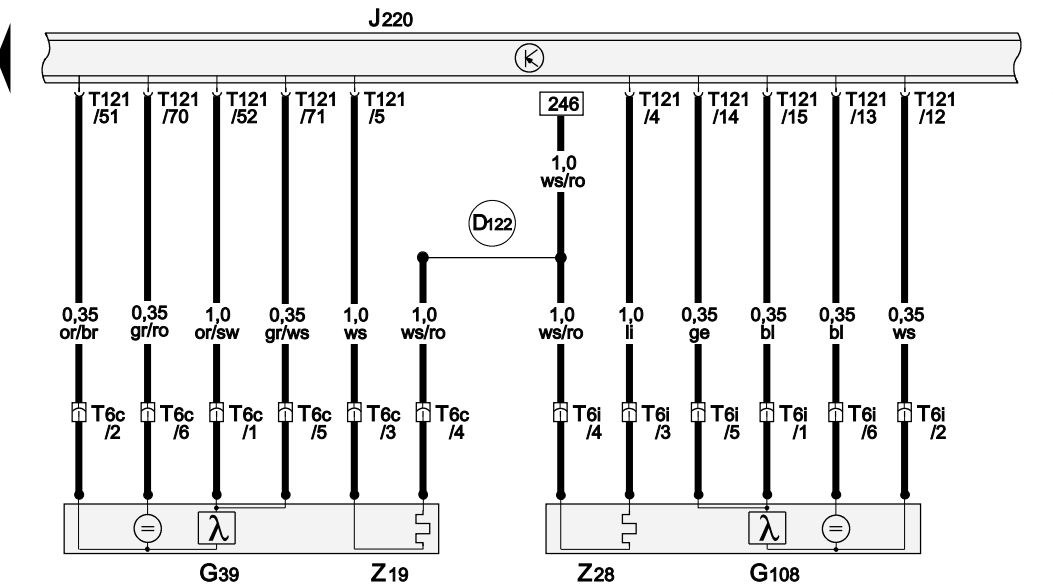 J220
T121 T121 T121 T121 T121 246 T121 T121 T121 T121 T121
/51 /70 /52 /71 /5 /4 /14 /15 /13 /12
1,0
ws/ro
D122
0,35 0,35 1,0 0,35 1,0 1,0 1,0 1,0 0,35 0,35 0,35 0,35
or/br gr/ro or/sw gr/ws ws ws/ro ws/ro li ge bl bl ws
T6c T6c T6c T6c T6c T6c T6i T6i T6i T6i T6i T6i
/2 /6 /1 /5 /3 /4 /4 /3 /5 /1 /6 /2
= λ λ =
G39 Z19 Z28 G108